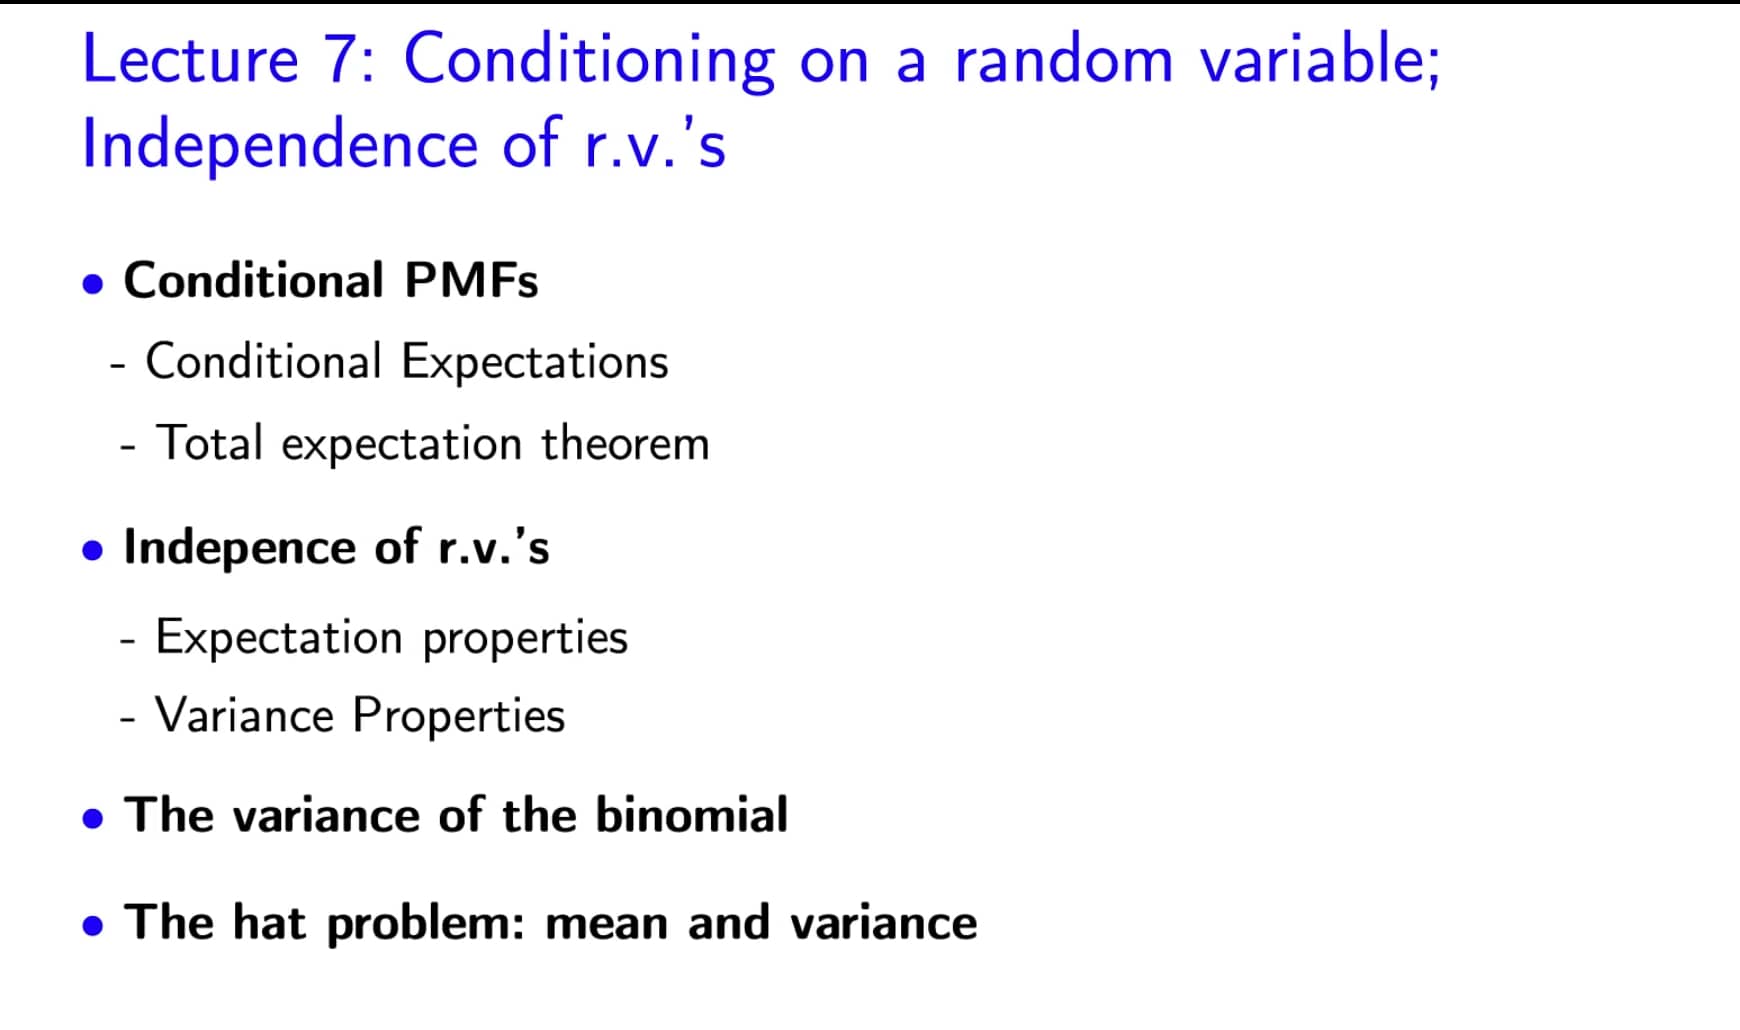 Lecture 7: Conditioning on a random variable;
Independence of r.v.'s
• Conditional PMFs
- Conditional Expectations
- Total expectation theorem
• Indepence of r.v.'s
- Expectation properties
- Variance Properties
• The variance of the binomial
• The hat problem: mean and variance